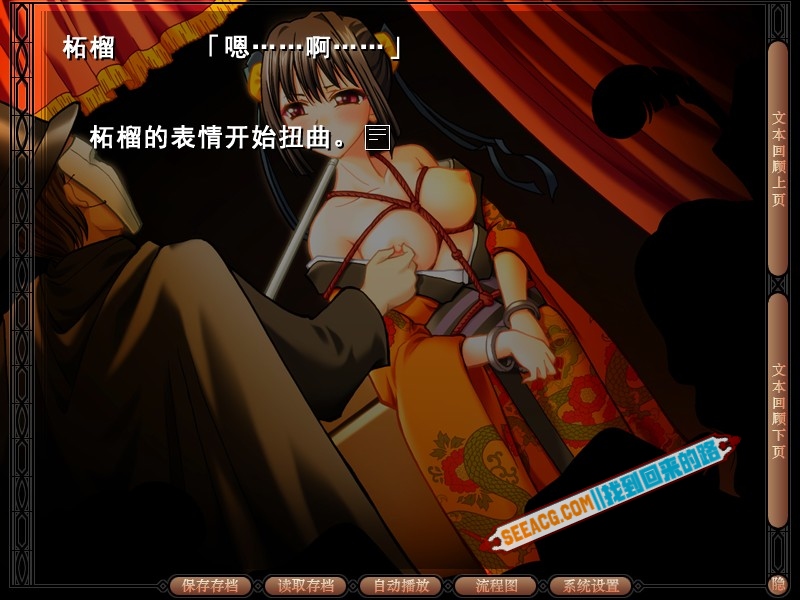 柘榴　「嗯……啊……」
柘榴的表情开始扭曲。
文本回顾上页
文本回顾下页
SEEACG.COM||找到回来的路
保存存档
读取存档
自动播放
流程图
系统设置
隐